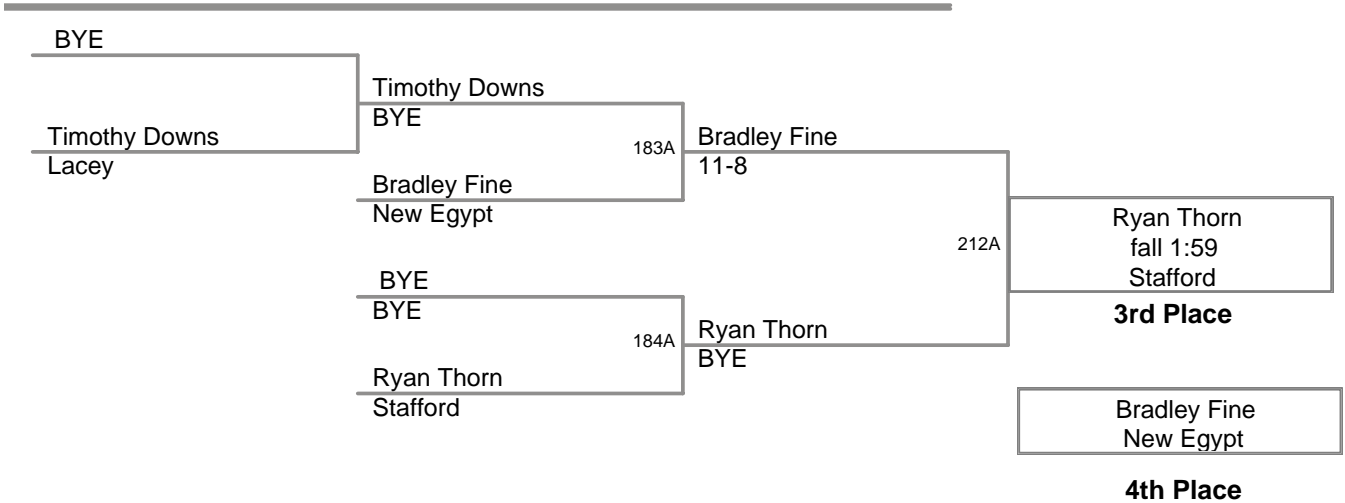 BYE
Timothy Downs
Lacey
Timothy Downs
BYE
183A
Bradley Fine
New Egypt
BYE
BYE
184A
Ryan Thorn
Stafford
Bradley Fine
11-8
212A
Ryan Thorn
BYE
Ryan Thorn
fall 1:59
Stafford
3rd Place
Bradley Fine
New Egypt
4th Place